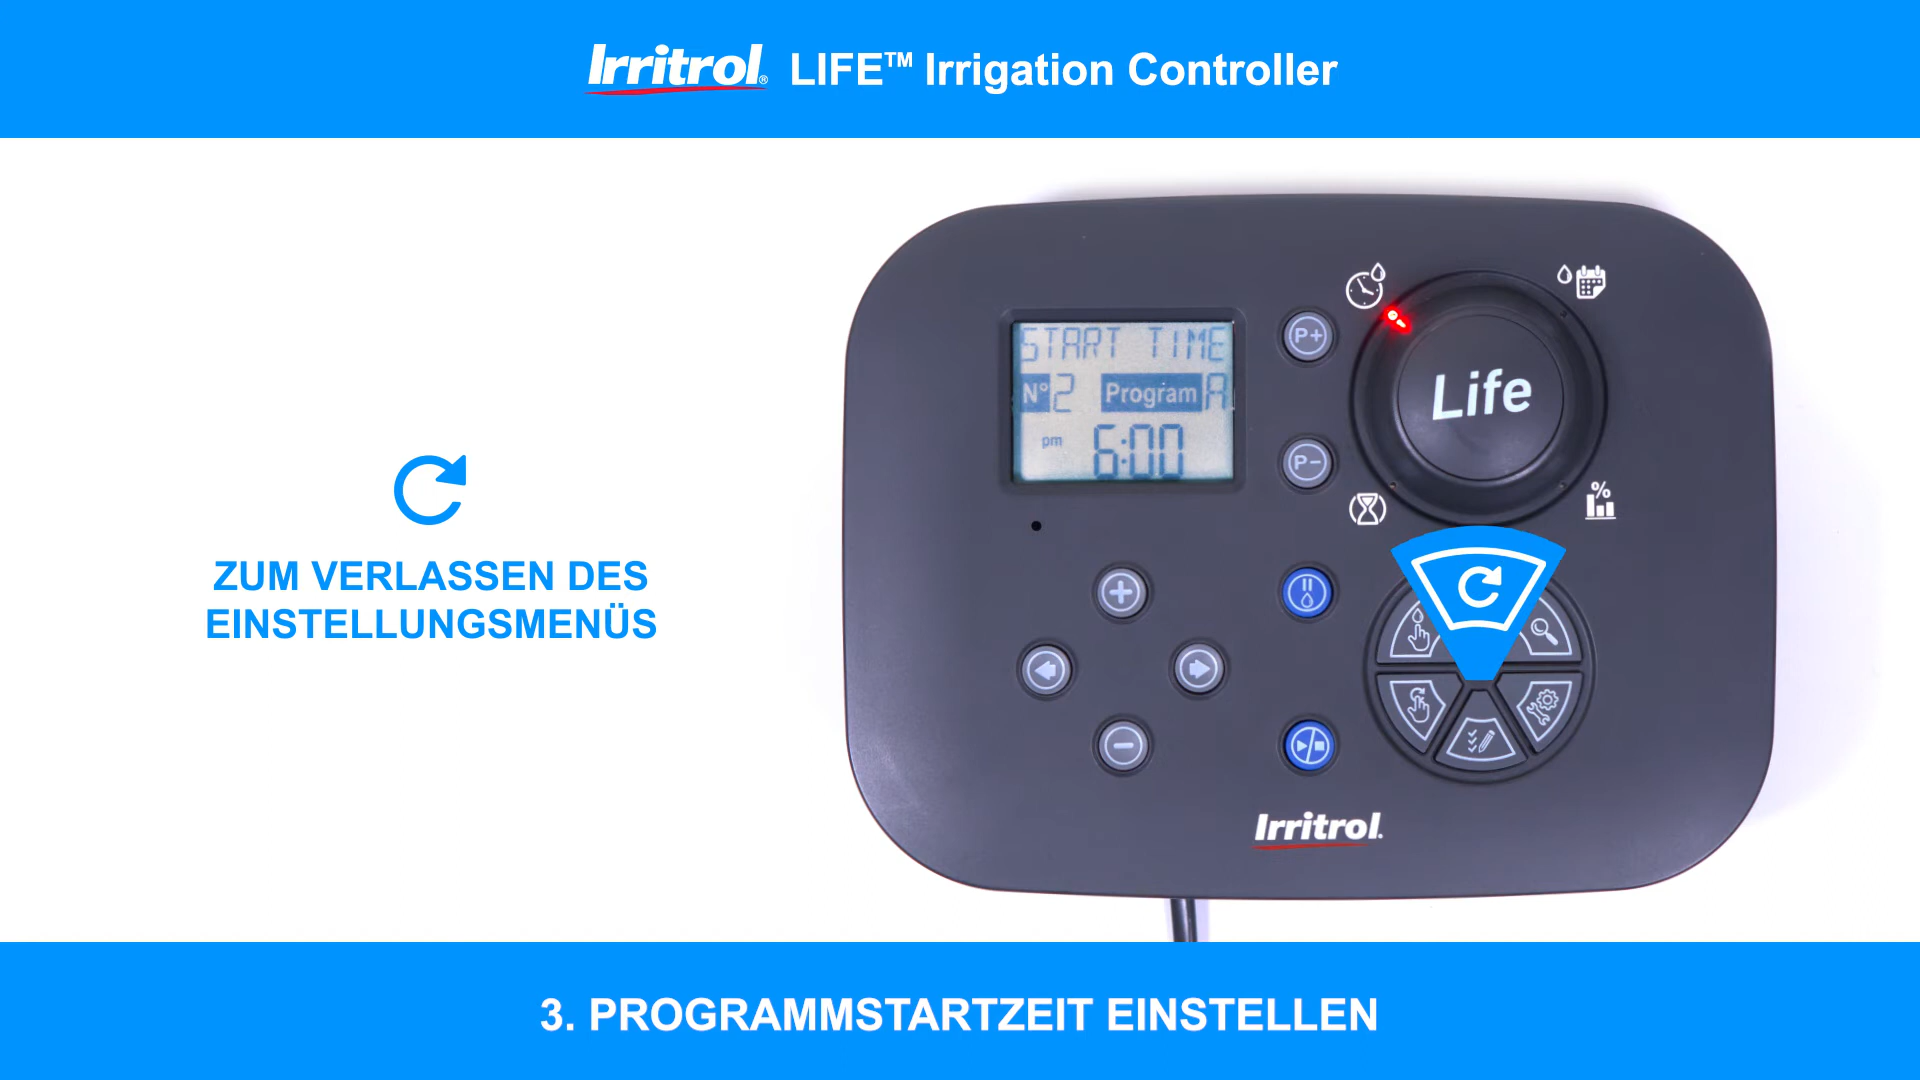 Irritrol® LIFE™ Irrigation Controller
START TIME
N° 2 Program A
pm 6:00
P+
P-
Life
%
ZUM VERLASSEN DES
EINSTELLUNGSMENÜS
Irritrol.
3. PROGRAMMSTARTZEIT EINSTELLEN